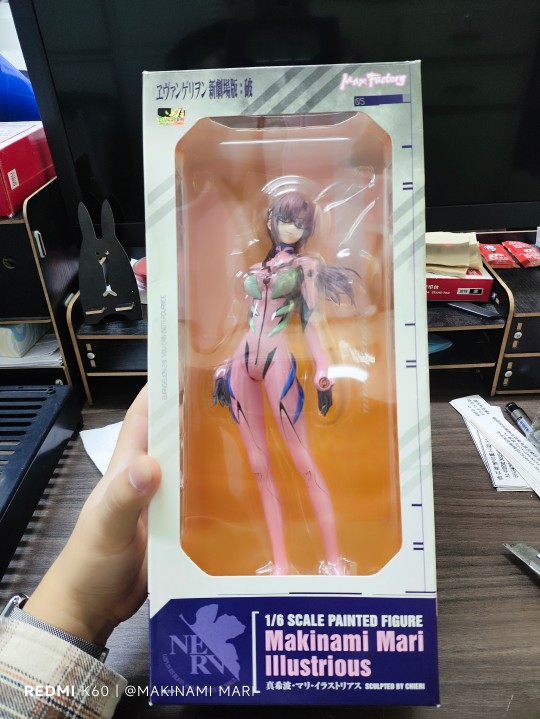 ヱヴァンゲリヲン 新劇場版：破
Max Factory
1/6 SCALE PAINTED FIGURE
Makinami Mari
Illustrious
真希波・マリ・イラストリアス SCULPTED BY CHIERI
NERV
REDMI K60 | @MAKINAMI MARI